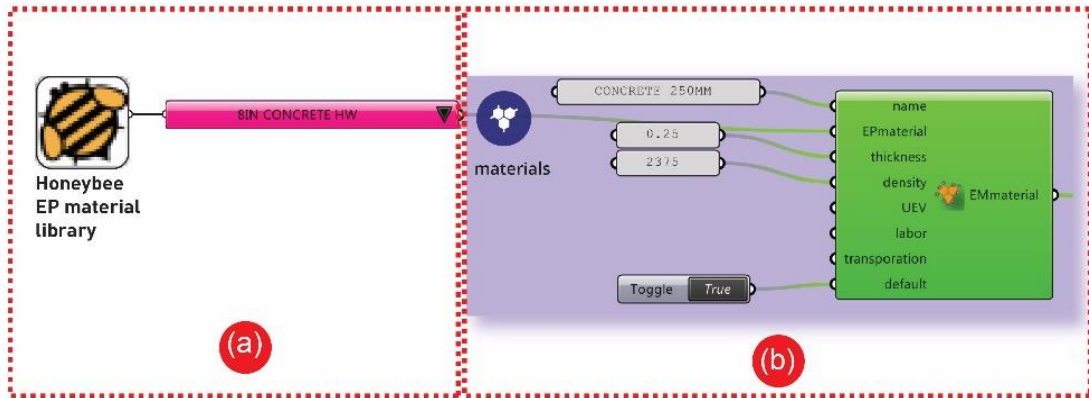 Honeybee
EP material
library
8IN CONCRETE HW
(a)
materials
CONCRETE 250MM
0.25
2375
Toggle True
name
EPmaterial
thickness
density
UEV
labor
transporation
default
EMmaterial
(b)